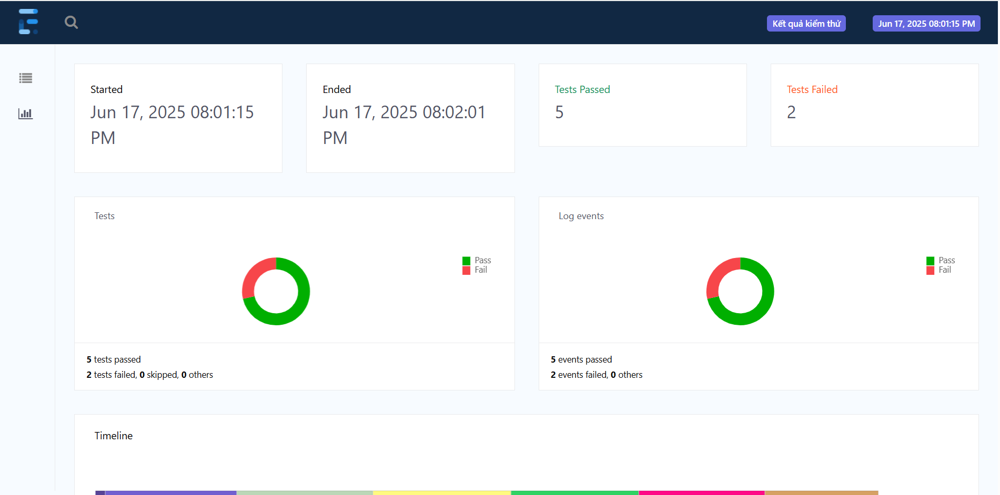 Kết quả kiểm thử
Jun 17, 2025 08:01:15 PM
Started
Jun 17, 2025 08:01:15
PM
Ended
Jun 17, 2025 08:02:01
PM
Tests Passed
5
Tests Failed
2
Tests
Pass
Fail
5 tests passed
2 tests failed, 0 skipped, 0 others
Log events
Pass
Fail
5 events passed
2 events failed, 0 others
Timeline